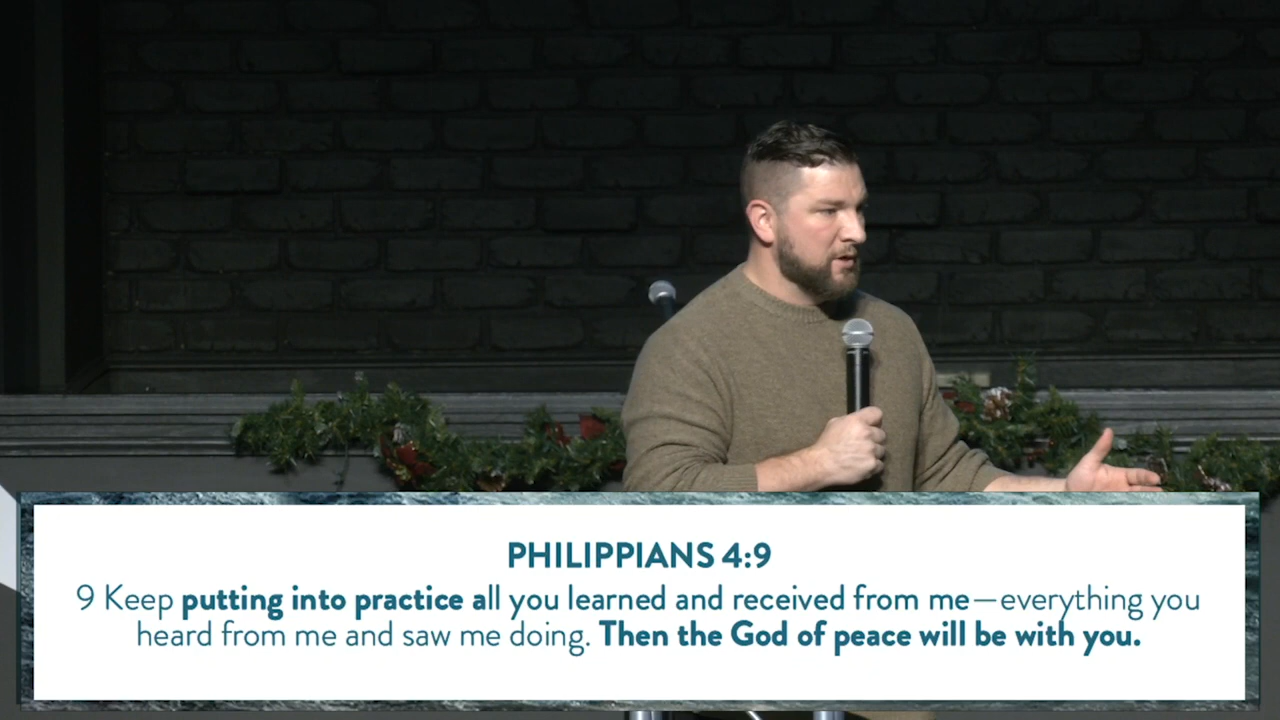 PHILIPPIANS 4:9
9 Keep putting into practice all you learned and received from me—everything you
heard from me and saw me doing. Then the God of peace will be with you.